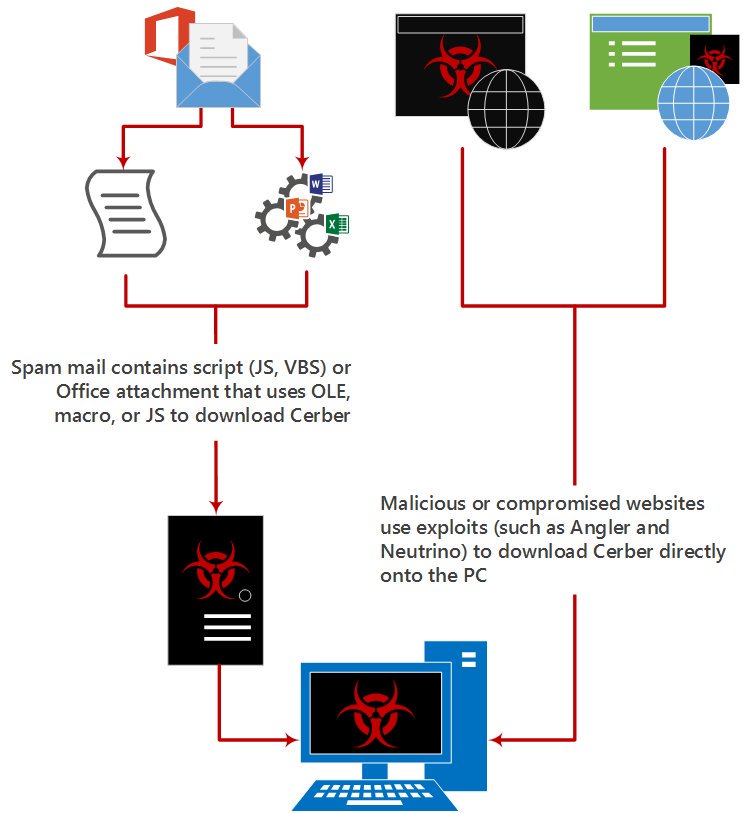 W
P
X
Spam mail contains script (JS, VBS) or
Office attachment that uses OLE,
macro, or JS to download Cerber
Malicious or compromised websites
use exploits (such as Angler and
Neutrino) to download Cerber directly
onto the PC